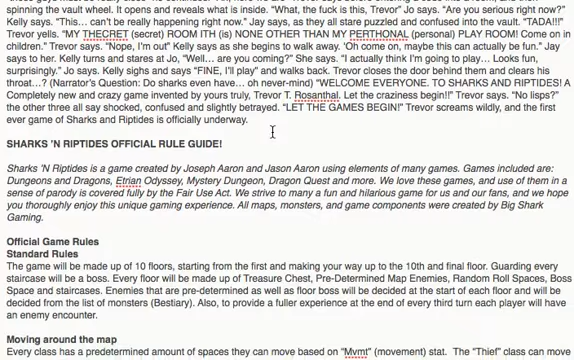 spinning the vault wheel. It opens and reveals what is inside. “What, the fuck is this, Trevor” Jo says. “Are you serious right now?”
Kelly says. “This… can't be really happening right now.” Jay says, as they all stare puzzled and confused into the vault. “TADA!!!”
Trevor yells. “MY THECRET (secret) ROOM ITH (is) NONE OTHER THAN MY PERTHONAL (personal) PLAY ROOM! Come on in
children.” Trevor says. “Nope, I'm out” Kelly says as she begins to walk away. 'Oh come on, maybe this can actually be fun.” Jay
says to her. Kelly turns and stares at Jo, “Well… are you coming?” She says. “I actually think I'm going to play… Looks fun,
surprisingly.” Jo says. Kelly sighs and says “FINE, I'll play” and walks back. Trevor closes the door behind them and clears his
throat…? (Narrator's Question: Do sharks even have… oh never-mind) “WELCOME EVERYONE. TO SHARKS AND RIPTIDES! A
Completely new and crazy game invented by yours truly, Trevor T. Rosanthal. Let the craziness begin!!” Trevor says. “No lisps?”
the other three all say shocked, confused and slightly betrayed. “LET THE GAMES BEGIN!” Trevor screams wildly, and the first
ever game of Sharks and Riptides is officially underway.
SHARKS 'N RIPTIDES OFFICIAL RULE GUIDE!
Sharks 'N Riptides is a game created by Joseph Aaron and Jason Aaron using elements of many games. Games included are:
Dungeons and Dragons, Etrian Odyssey, Mystery Dungeon, Dragon Quest and more. We love these games, and use of them in a
sense of parody is covered fully by the Fair Use Act. We strive to many a fun and hilarious game for us and our fans, and we hope
you thoroughly enjoy this unique gaming experience. All maps, monsters, and game components were created by Big Shark
Gaming.
Official Game Rules
Standard Rules
The game will be made up of 10 floors, starting from the first and making your way up to the 10th and final floor. Guarding every
staircase will be a boss. Every floor will be made up of Treasure Chest, Pre-Determined Map Enemies, Random Roll Spaces, Boss
Space and staircases. Enemies that are pre-determined as well as floor boss will be decided at the start of each floor and will be
decided from the list of monsters (Bestiary). Also, to provide a fuller experience at the end of every third turn each player will have
an enemy encounter.
Moving around the map
Every class has a predetermined amount of spaces they can move based on “Mvmt” (movement) stat. The “Thief” class can move